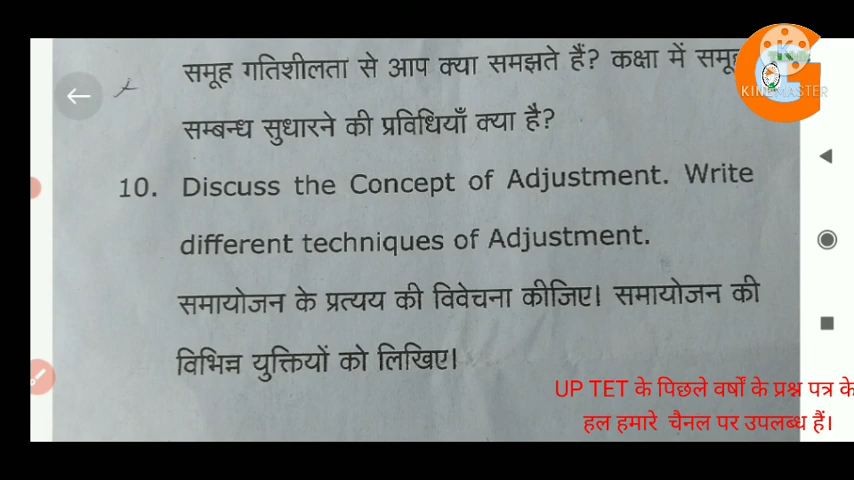 समूह गतिशीलता से आप क्या समझते हैं? कक्षा में समू
सम्बन्ध सुधारने की प्रविधियाँ क्या है?
10. Discuss the Concept of Adjustment. Write
different techniques of Adjustment.
समायोजन के प्रत्यय की विवेचना कीजिए। समायोजन की
विभिन्न युक्तियों को लिखिए।
KINEMASTER
UP TET के पिछले वर्षों के प्रश्न पत्र के
हल हमारे चैनल पर उपलब्ध हैं।